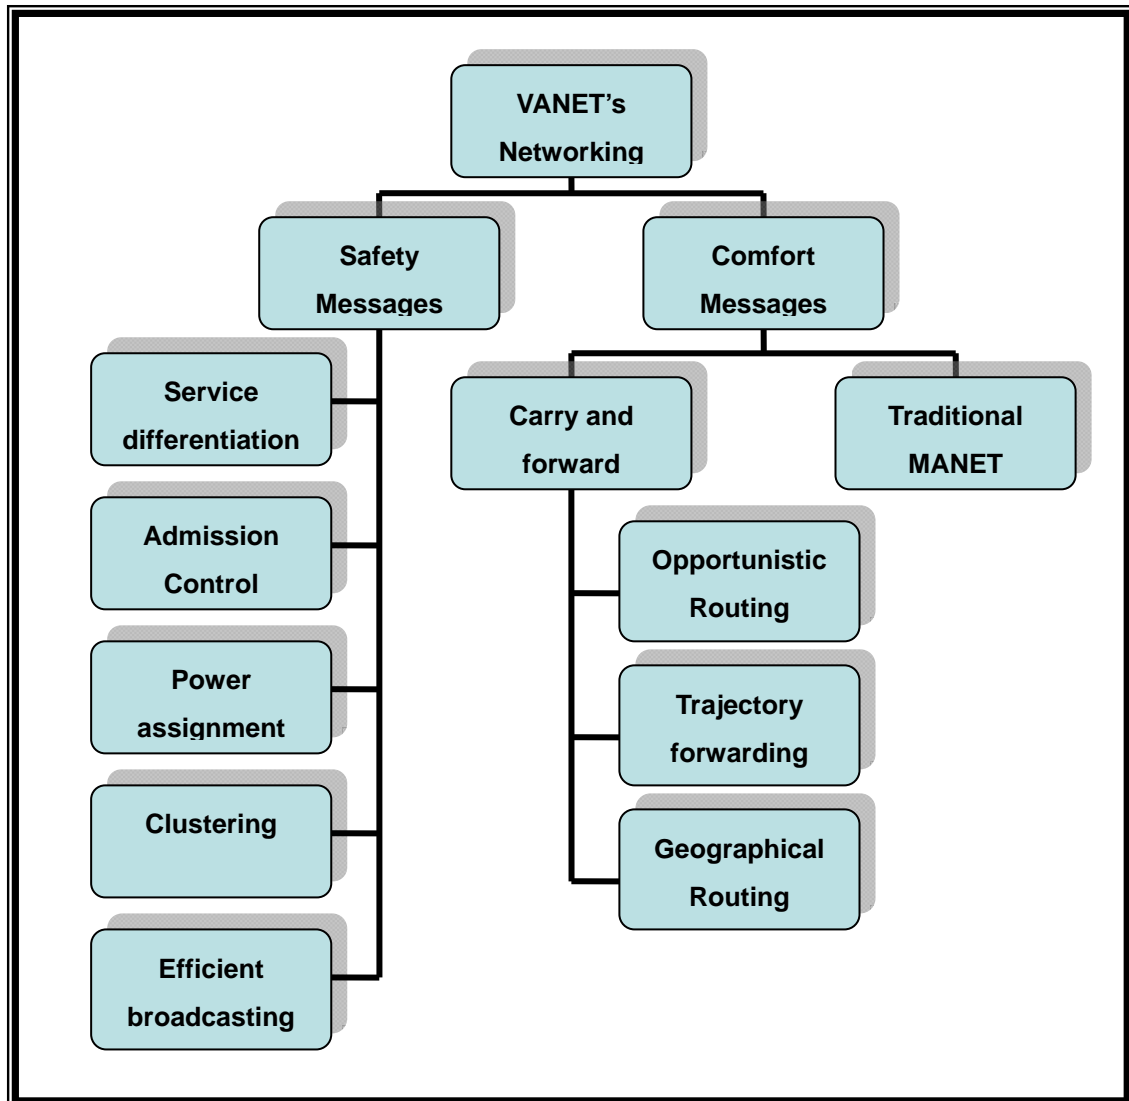 VANET’s
Networking
Safety
Messages
Comfort
Messages
Service
differentiation
Carry and
forward
Traditional
MANET
Admission
Control
Opportunistic
Routing
Power
assignment
Trajectory
forwarding
Clustering
Geographical
Routing
Efficient
broadcasting